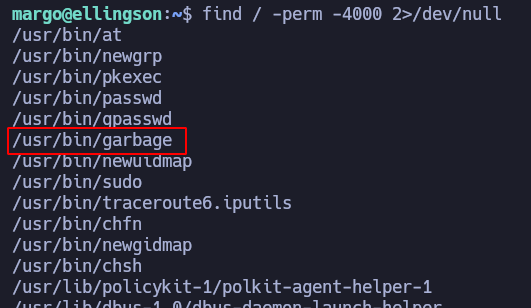 margo@ellingson:~$ find / -perm -4000 2>/dev/null
/usr/bin/at
/usr/bin/newgrp
/usr/bin/pkexec
/usr/bin/passwd
/usr/bin/gpasswd
/usr/bin/garbage
/usr/bin/newuidmap
/usr/bin/sudo
/usr/bin/traceroute6.iputils
/usr/bin/chfn
/usr/bin/newgidmap
/usr/bin/chsh
/usr/lib/policykit-1/polkit-agent-helper-1
/usr/lib/dbus-1.0/dbus-daemon-launch-helper